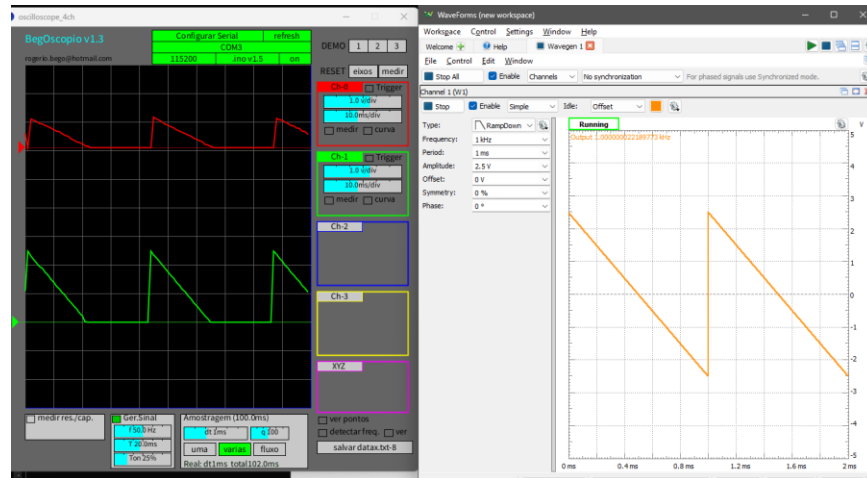 oscilloscope_4ch
BegOscopio v1.3
rogerio.bego@hotmail.com
Configurar Serial
refresh
COM3
115200
.ino v1.5
on
DEMO 1 2 3
RESET eixos medir
Ch-0 Trigger
1.0 v/div
10.0ms/div
medir curva
Ch-1 Trigger
1.0 v/div
10.0ms/div
medir curva
Ch-2
Ch-3
XYZ
ver pontos
detectar freq. ver
salvar datax.txt-8
medir res./cap.
Ger.Sinal
f 50.0 Hz
T 20.0ms
Ton 25%
Amostragem (100.0ms)
dt 1ms
q 100
uma varias fluxo
Real: dt1ms total102.0ms
WaveForms (new workspace)
Workspace Control Settings Window Help
Welcome Help Wavegen 1
File Control Edit Window
Stop All Enable Channels No synchronization For phased signals use Synchronized mode.
Channel 1 (W1)
Stop Enable Simple Idle: Offset
Type: RampDown
Frequency: 1 kHz
Period: 1 ms
Amplitude: 2.5 V
Offset: 0 V
Symmetry: 0 %
Phase: 0 °
Running
V
Output 1.000000022189773 kHz
5
4
3
2
1
0
-1
-2
-3
-4
-5
0 ms 0.4 ms 0.8 ms 1.2 ms 1.6 ms 2 ms